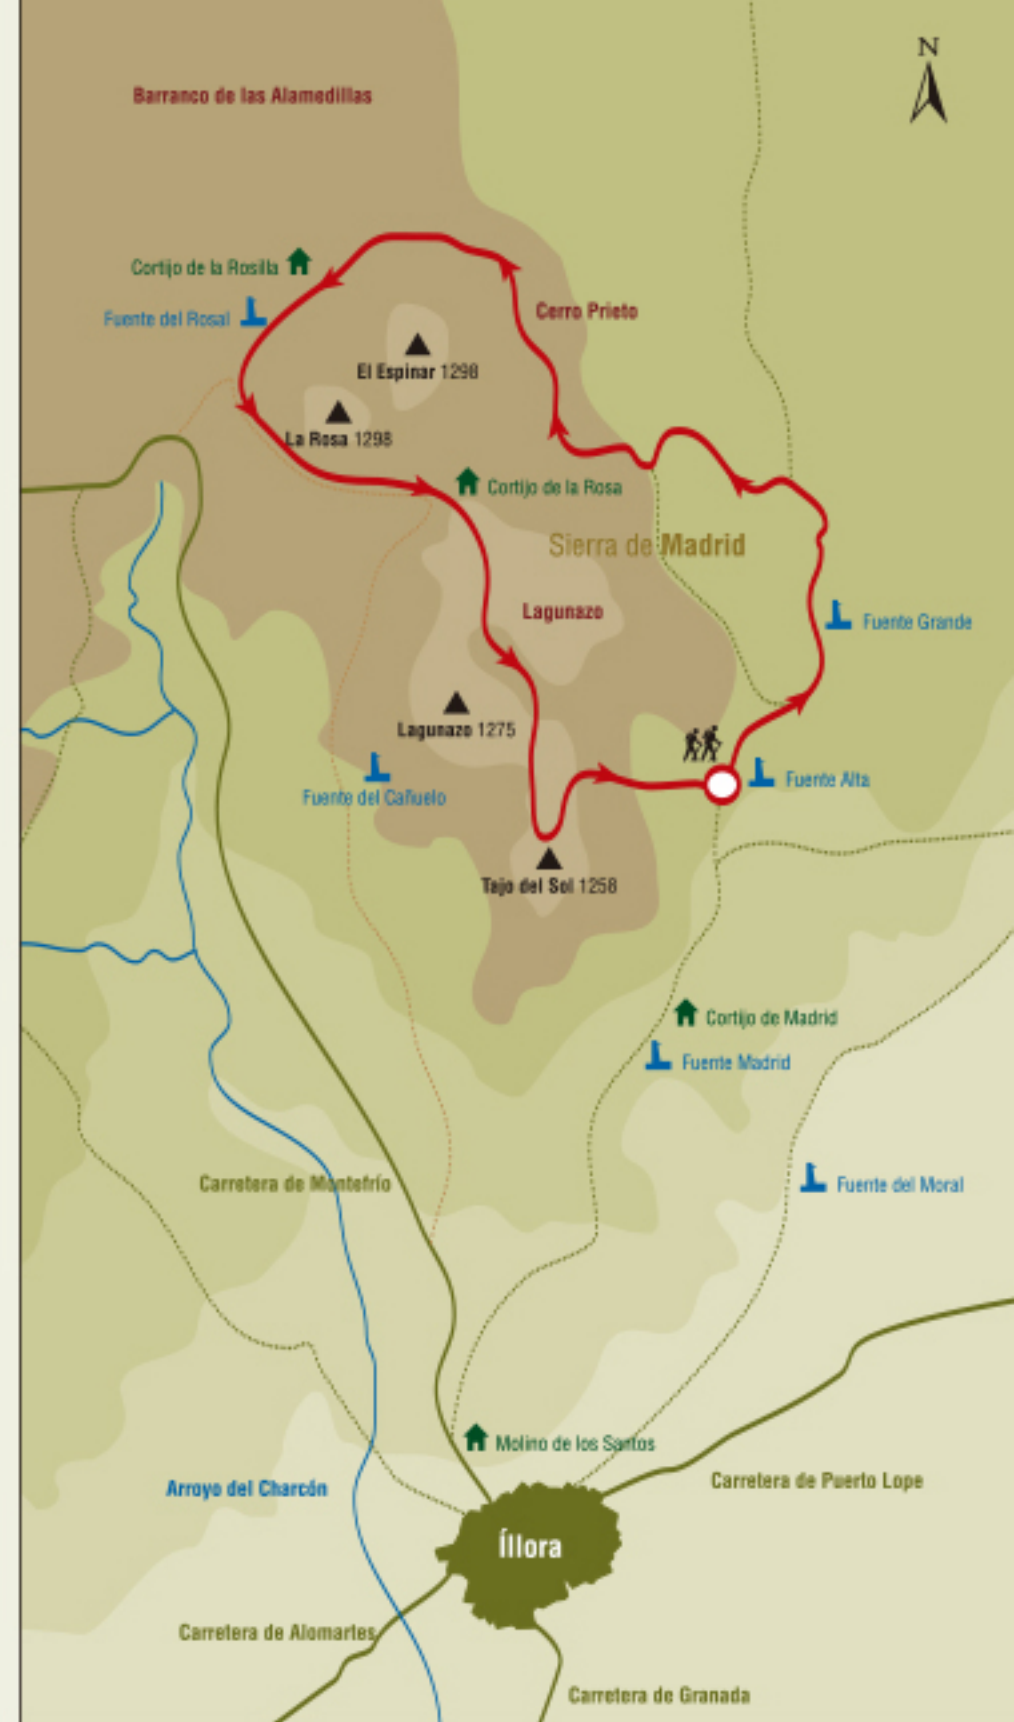 N
Barranco de las Alamedillas
Cortijo de la Rosilla
Fuente del Rosal
Cerro Prieto
El Espinar 1298
La Rosa 1298
Cortijo de la Rosa
Sierra de Madrid
Lagunazo
Fuente Grande
Lagunazo 1275
Fuente del Cañuelo
Fuente Alta
Tajo del Sol 1258
Cortijo de Madrid
Fuente Madrid
Carretera de Montefrío
Fuente del Moral
Molino de los Santos
Arroyo del Charcón
Carretera de Puerto Lope
Íllora
Carretera de Alomartes
Carretera de Granada